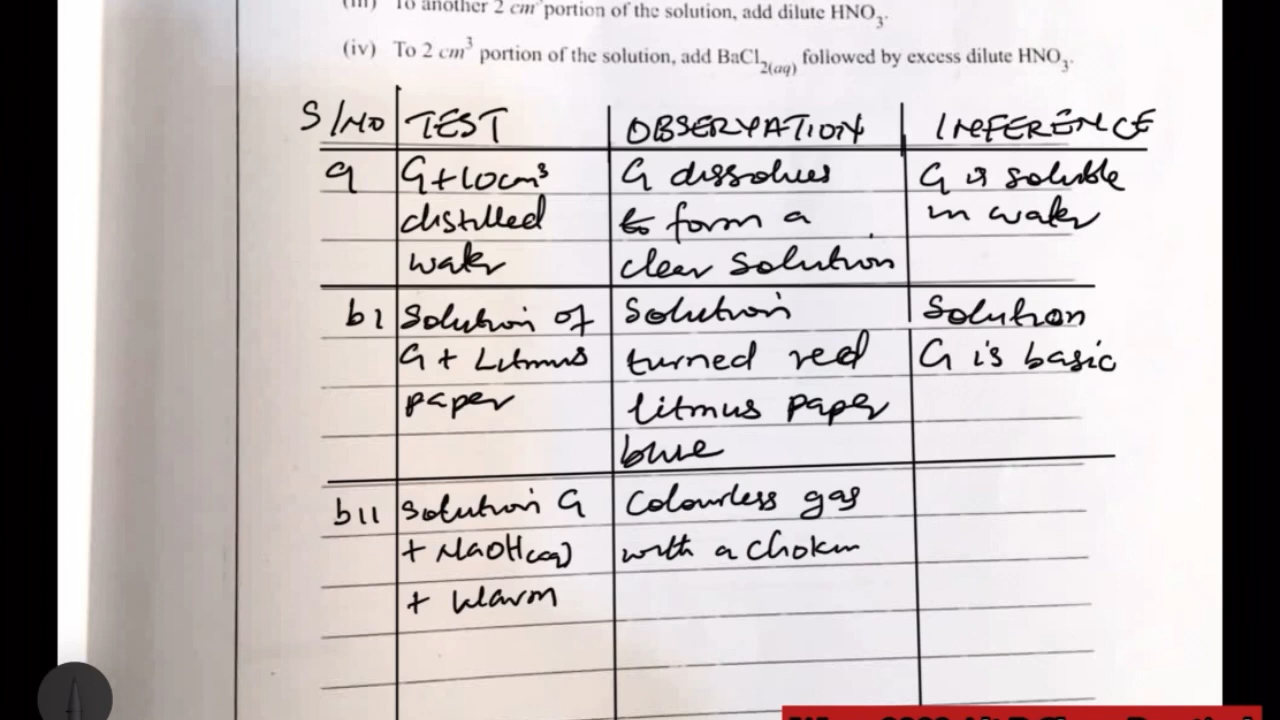 To another 2 cm³ portion of the solution, add dilute HNO₃.
(iv) To 2 cm³ portion of the solution, add BaCl₂(aq) followed by excess dilute HNO₃.
S/NO TEST OBSERVATION INFERENCE
a G+10cm³ G dissolves G is soluble
distilled to form a in water
water clear solution
b1 Solution of Solution Solution
G + Litmus turned red G is basic
paper litmus paper
blue
b11 Solution G Colourless gas
+ NaOH(aq) with a chokin
+ Warm